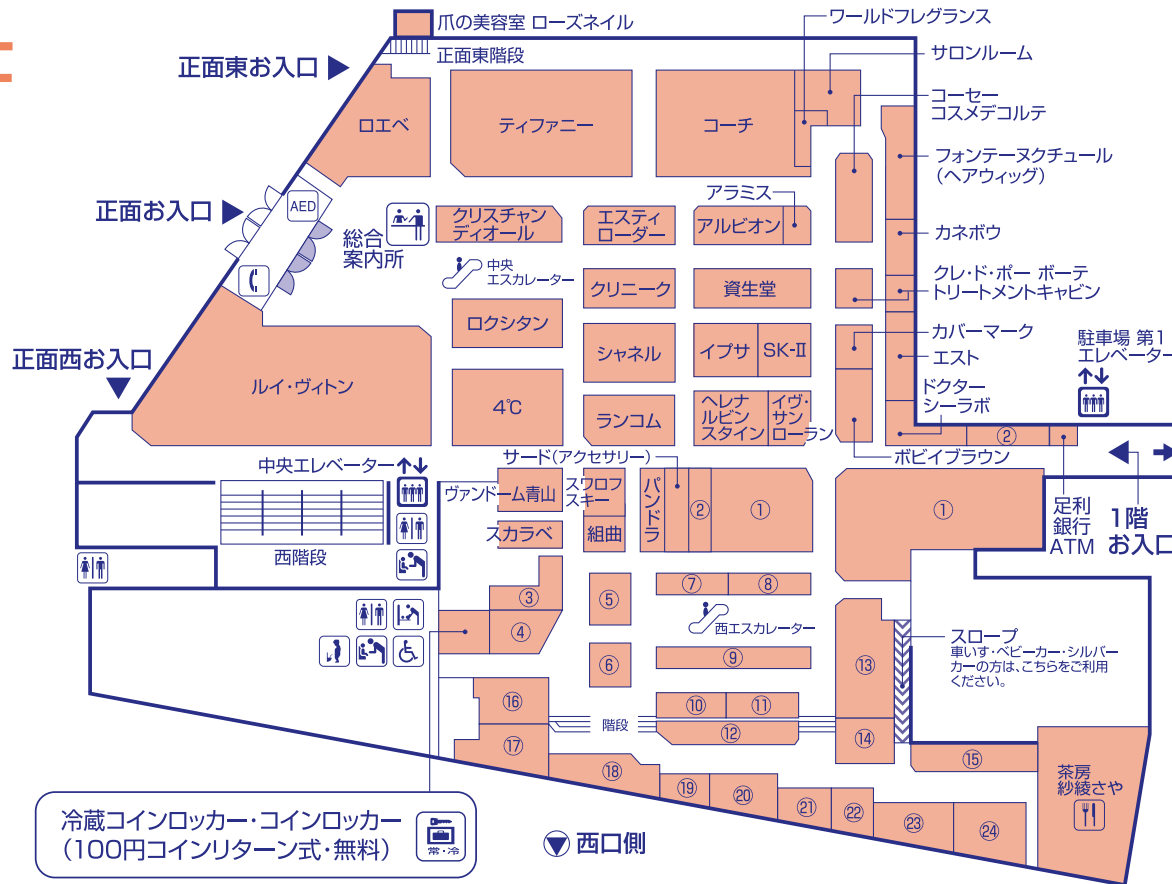 爪の美容室 ローズネイル
ワールドフレグランス
正面東お入口
正面東階段
サロンルーム
ロエベ
ティファニー
コーチ
コーセー
コスメデコルテ
フォンテーヌクチュール
(ヘアウィッグ)
正面お入口
AED
総合
案内所
クリスチャン
ディオール
エスティ
ローダー
アラミス
アルビオン
カネボウ
中央
エスカレーター
クリニーク
資生堂
クレ・ド・ポー ボーテ
トリートメントキャビン
ロクシタン
シャネル
イプサ
SK-II
カバーマーク
エスト
駐車場 第1
エレベーター
正面西お入口
ルイ・ヴィトン
4℃
ランコム
ヘレナ
ルビン
スタイン
イヴ・
サン
ローラン
ドクター
シーラボ
②
ボビイブラウン
中央エレベーター
サード(アクセサリー)
ヴァンドーム青山
スワロフ
スキー
パンドラ
②
①
①
足利
銀行
ATM
1階
お入口
スカラベ
組曲
西階段
③
④
⑤
⑥
⑦
⑧
西エスカレーター
⑨
⑩
⑪
⑫
階段
⑬
⑭
スロープ
車いす・ベビーカー・シルバー
カーの方は、こちらをご利用
ください。
⑮
⑯
⑰
⑱
⑲
⑳
㉑
㉒
㉓
㉔
茶房
紗綾さや
冷蔵コインロッカー・コインロッカー
(100円コインリターン式・無料)
常・冷
西口側